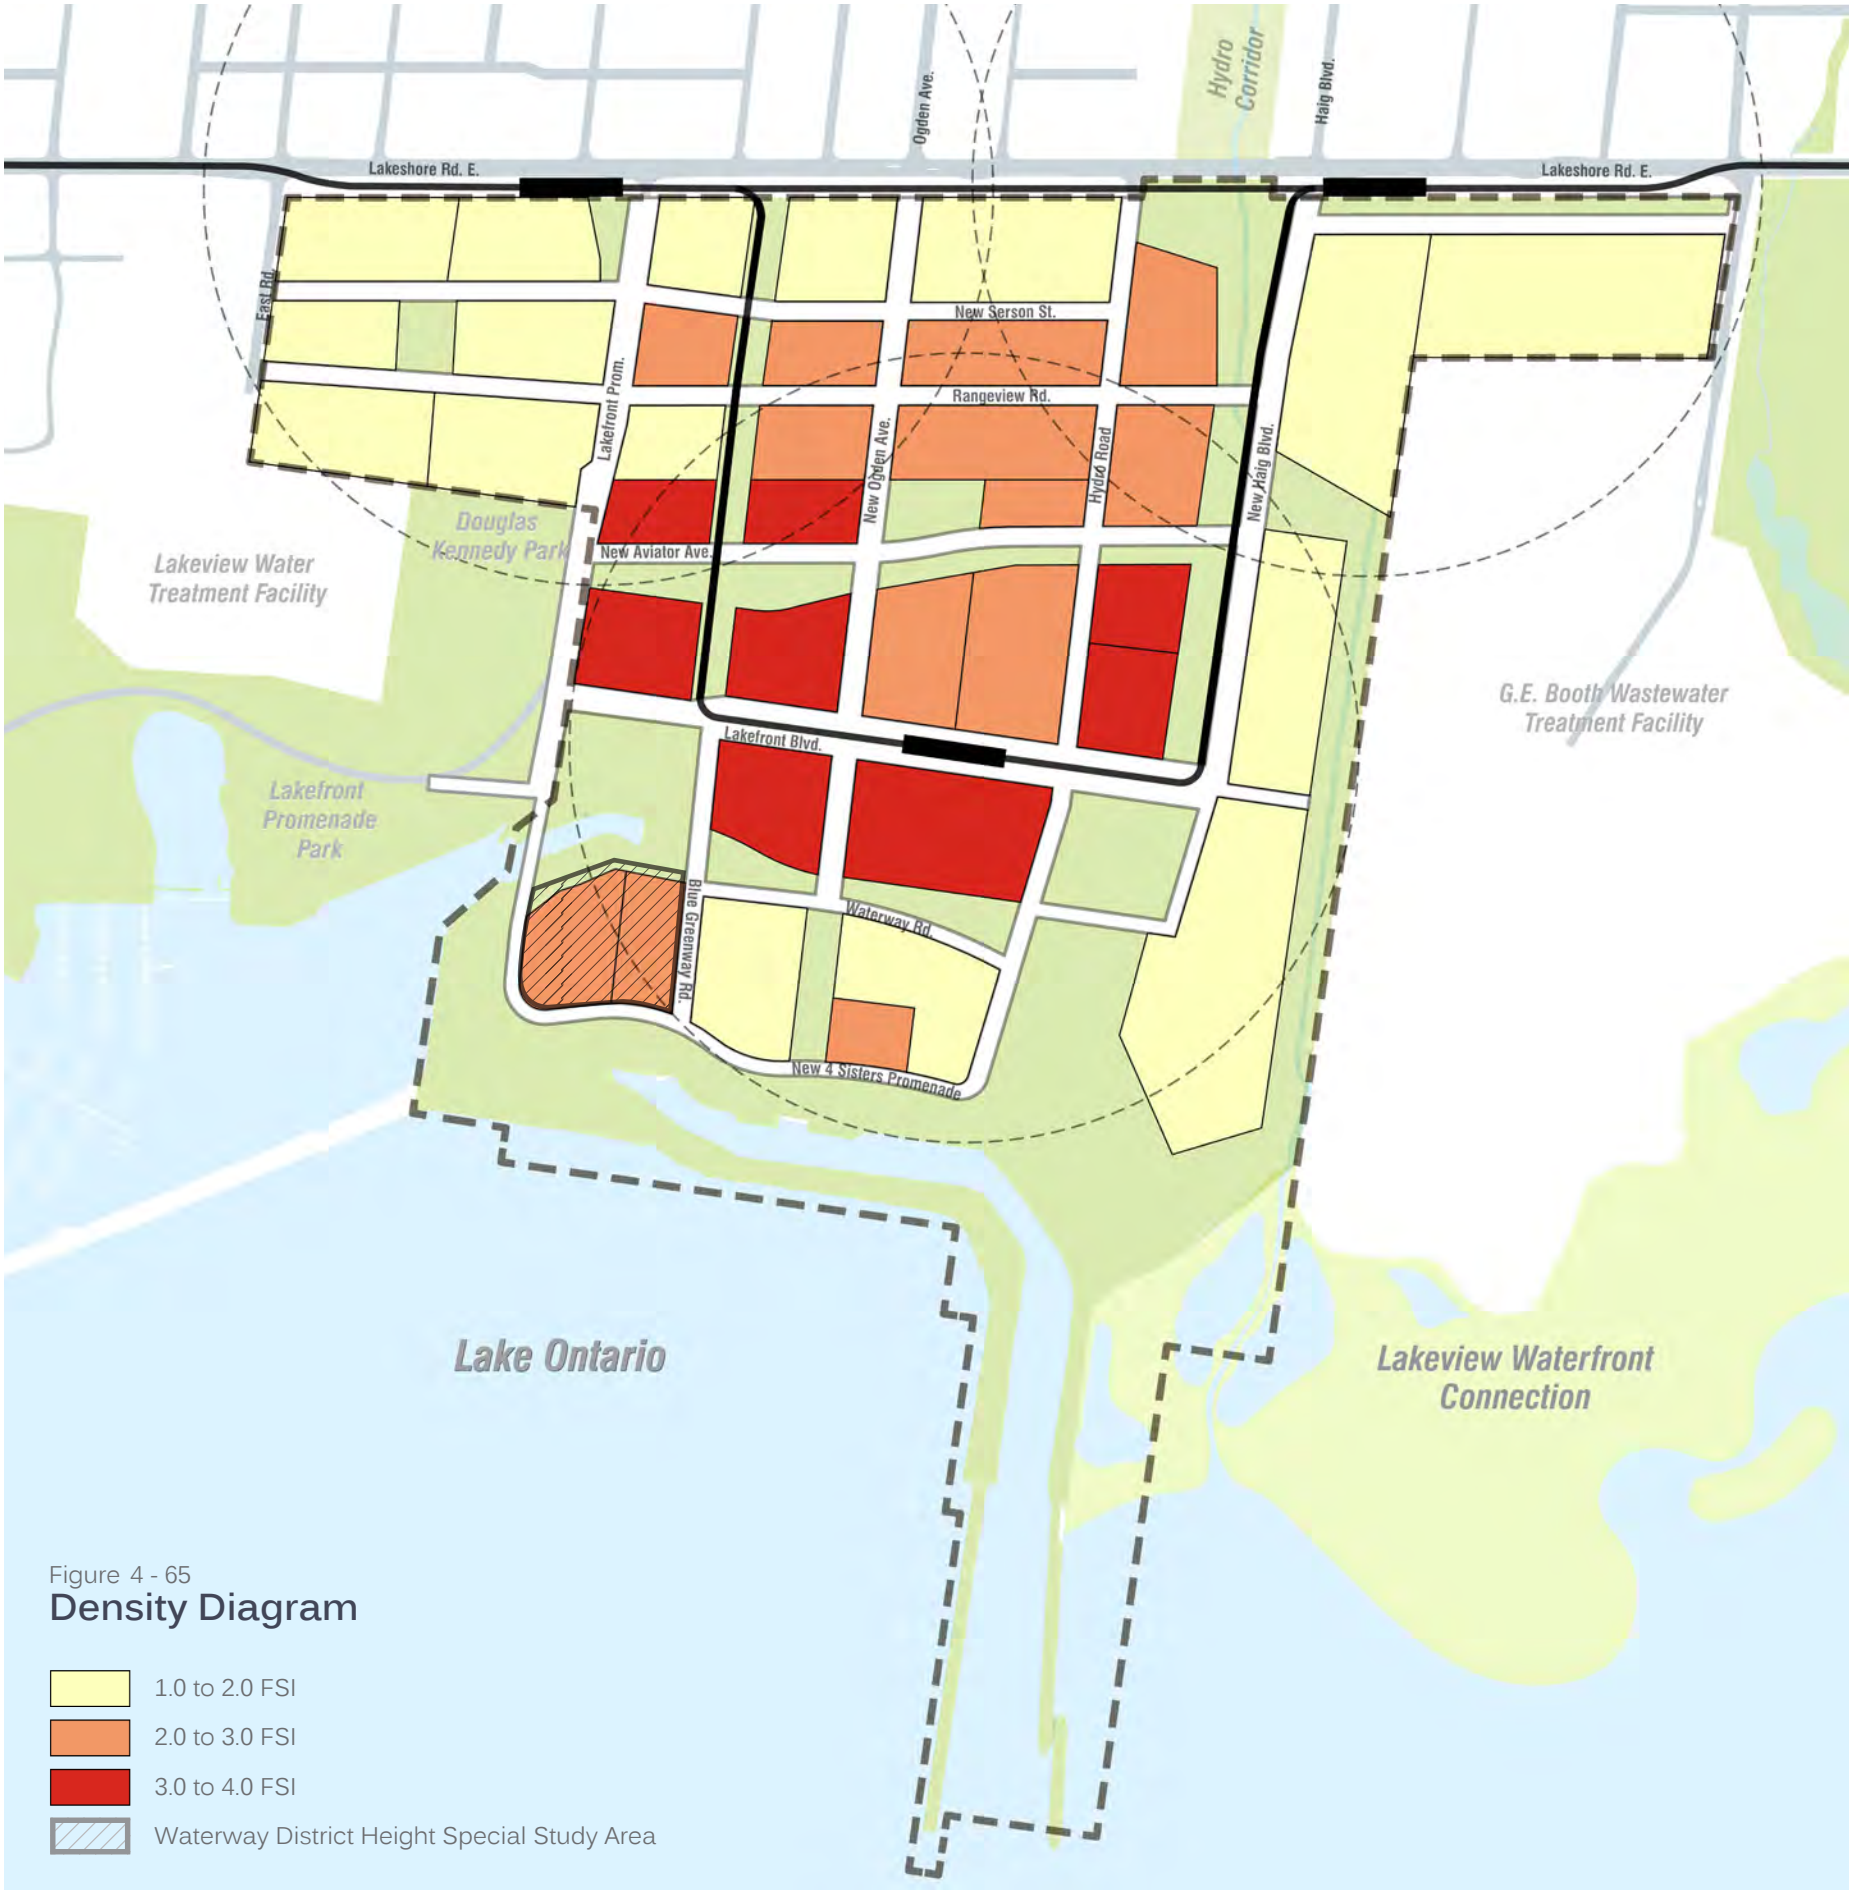 Hydro
Corridor
Ogden Ave.
Haig Blvd.
Lakeshore Rd. E.
Lakeshore Rd. E.
East Rd.
New Serson St.
Lakefront Prom.
Rangeview Rd.
New Ogden Ave.
Hydro Road
New Haig Blvd.
Douglas
Kennedy Park
New Aviator Ave.
Lakeview Water
Treatment Facility
G.E. Booth Wastewater
Treatment Facility
Lakefront Blvd.
Lakefront
Promenade
Park
Blue Greenway Rd.
Waterway Rd.
New 4 Sisters Promenade
Lake Ontario
Lakeview Waterfront
Connection
Figure 4 - 65
Density Diagram
1.0 to 2.0 FSI
2.0 to 3.0 FSI
3.0 to 4.0 FSI
Waterway District Height Special Study Area